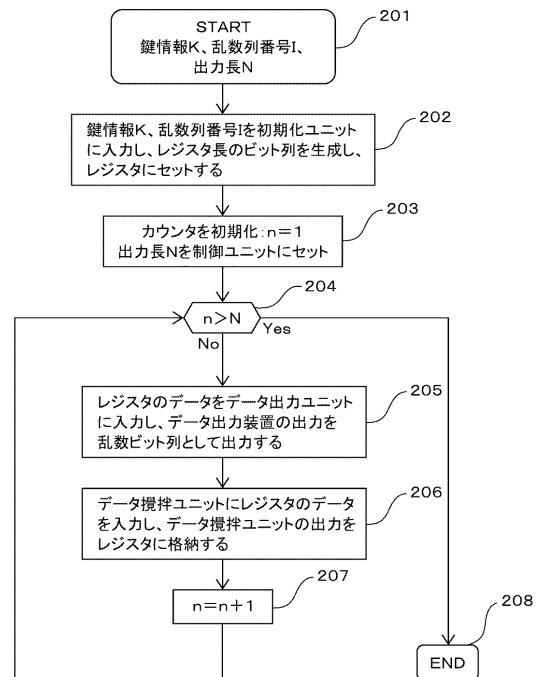 START
201
鍵情報K、乱数列番号I、
出力長N
鍵情報K、乱数列番号Iを初期化ユニット
202
に入力し、レジスタ長のビット列を生成し、
レジスタにセットする
カウンタを初期化:n=1
203
出力長Nを制御ユニットにセット
204
n>N
Yes
No
レジスタのデータをデータ出力ユニット
205
に入力し、データ出力装置の出力を
乱数ビット列として出力する
データ攪拌ユニットにレジスタのデータ
206
を入力し、データ攪拌ユニットの出力を
レジスタに格納する
207
n=n+1
208
END